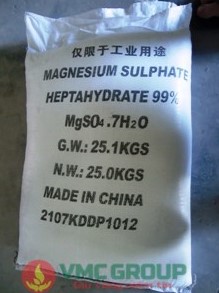 仅限于工业用途
MAGNESIUM SULPHATE
HEPTAHYDRATE 99%
MgSO₄.7H₂O
G.W.: 25.1KGS
N.W.: 25.0KGS
MADE IN CHINA
2107KDDP1012
VMC GROUP